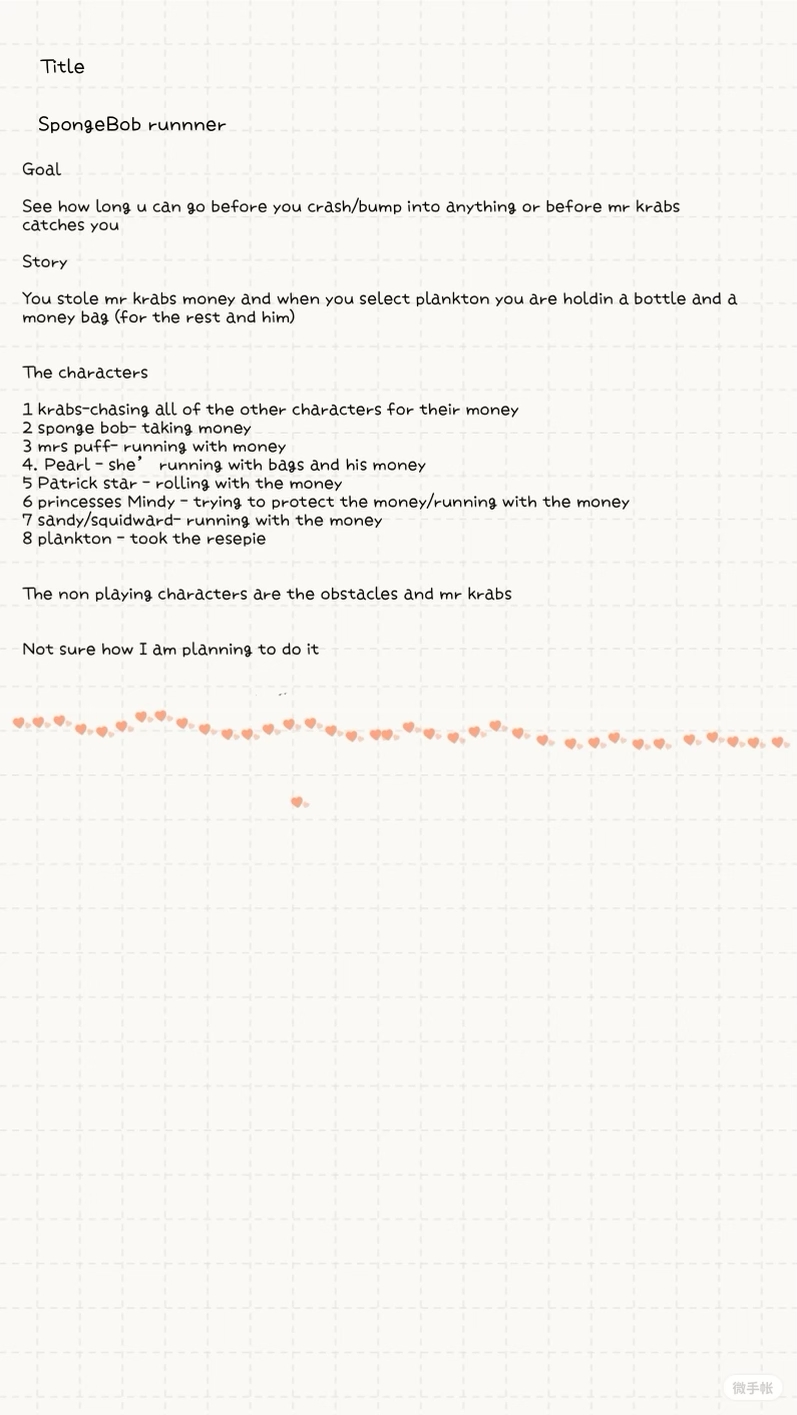 Title
SpongeBob runnner
Goal
See how long u can go before you crash/bump into anything or before mr krabs
catches you
Story
You stole mr krabs money and when you select plankton you are holdin a bottle and a
money bag (for the rest and him)
The characters
1 krabs-chasing all of the other characters for their money
2 sponge bob- taking money
3 mrs puff- running with money
4. Pearl - she’ running with bags and his money
5 Patrick star - rolling with the money
6 princesses Mindy - trying to protect the money/running with the money
7 sandy/squidward- running with the money
8 plankton - took the resepie
The non playing characters are the obstacles and mr krabs
Not sure how I am planning to do it
微手帐